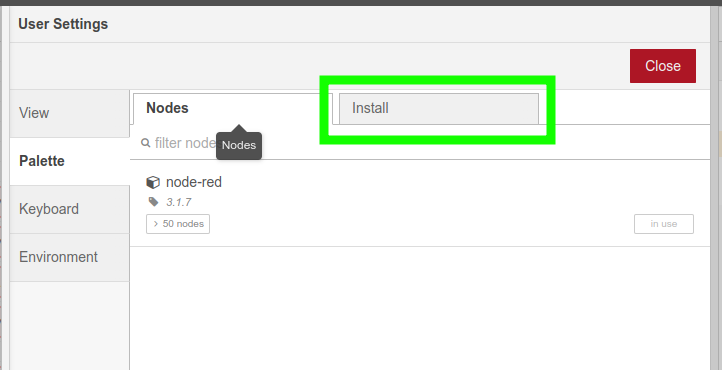 User Settings
Close
View
Palette
Keyboard
Environment
Nodes
Install
filter node
Nodes
node-red
3.1.7
50 nodes
in use